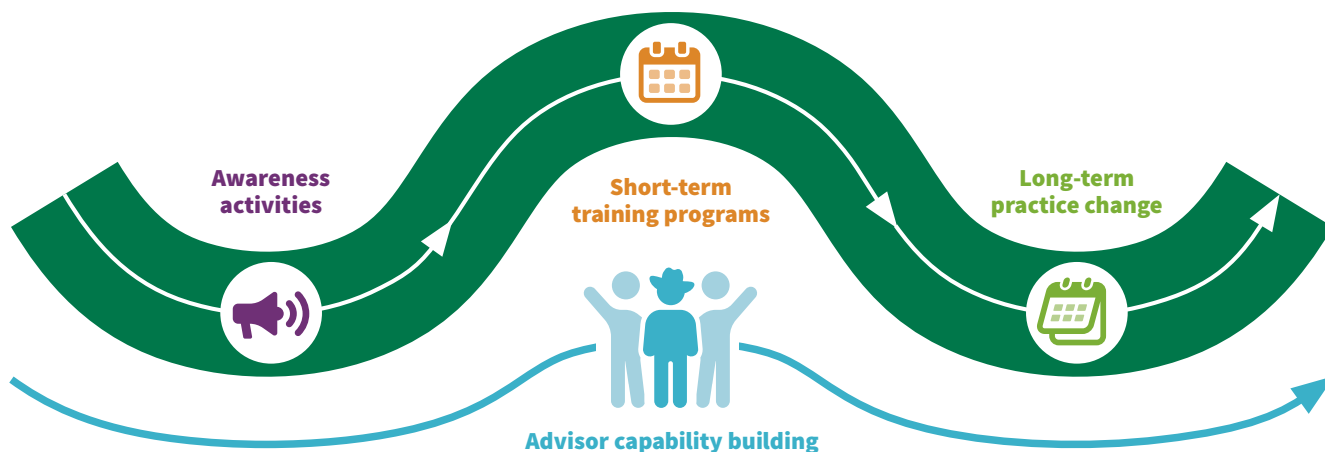 Awareness
activities
Short-term
training programs
Long-term
practice change
Advisor capability building